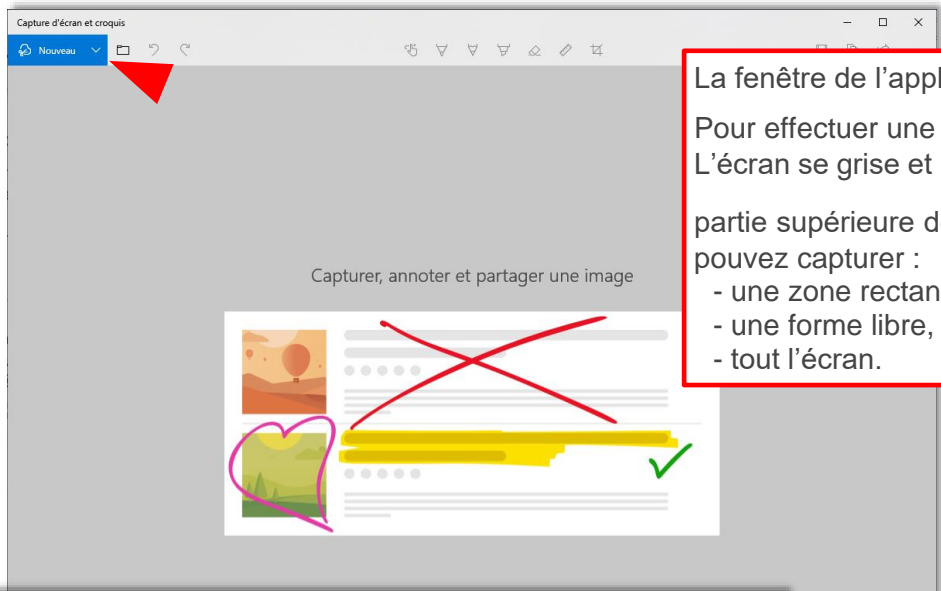 Capture d'écran et croquis
Nouveau
Capturer, annoter et partager une image
La fenêtre de l'appl
Pour effectuer une
L'écran se grise et
partie supérieure d
pouvez capturer :
- une zone rectan
- une forme libre,
- tout l'écran.